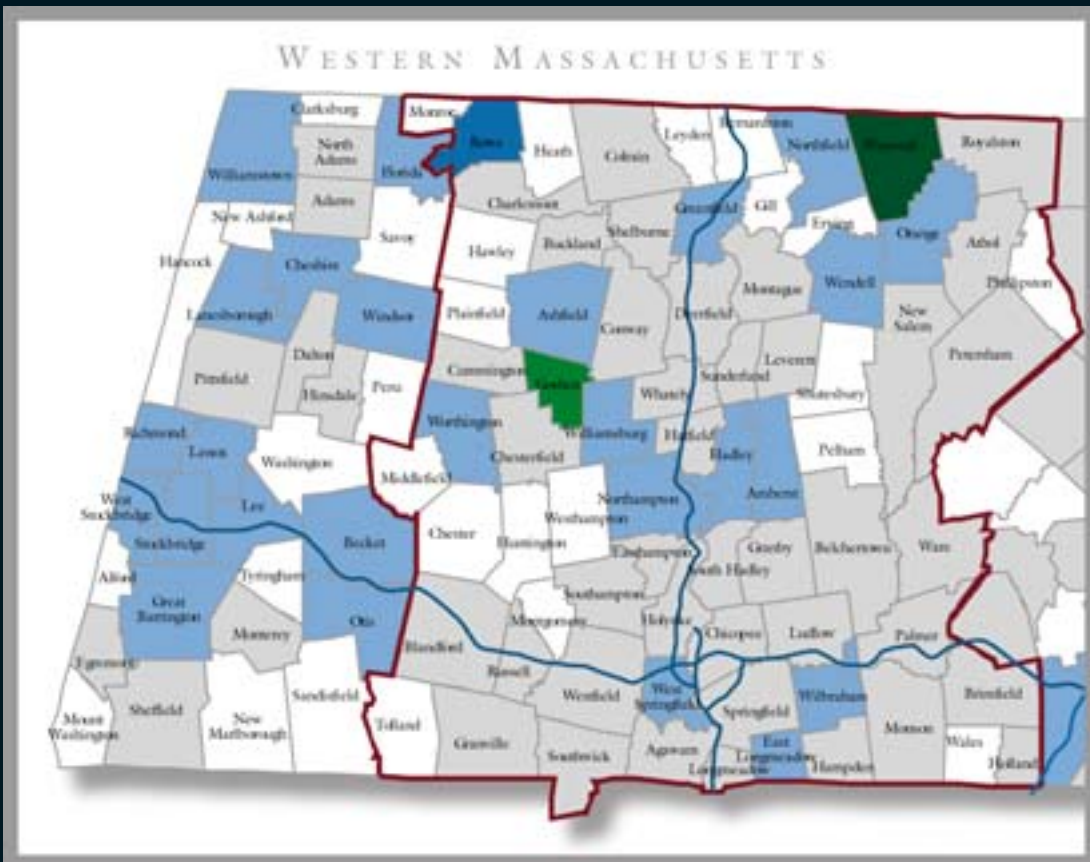 WESTERN MASSACHUSETTS
Clarksburg
Monroe
Rowe
Heath
Colrain
Leyden
Bernardston
Northfield
Warwick
Royalston
North
Adams
Williamstown
Florida
Adams
Charlemont
Greenfield
Gill
Erving
Orange
Athol
New Ashford
Savoy
Hawley
Buckland
Shelburne
Hancock
Cheshire
Montague
Wendell
Phillipston
Lanesborough
Windsor
Plainfield
Ashfield
Conway
Deerfield
New
Salem
Dalton
Petersham
Pittsfield
Hinsdale
Peru
Cummington
Goshen
Whately
Sunderland
Leverett
Shutesbury
Richmond
Lenox
Washington
Worthington
Williamsburg
Hatfield
Chesterfield
Hadley
Pelham
Middlefield
West
Stockbridge
Lee
Northampton
Amherst
Westhampton
Stockbridge
Becket
Chester
Huntington
Easthampton
Granby
Belchertown
Ware
South Hadley
Alford
Tyringham
Great
Barrington
Southampton
Montgomery
Holyoke
Otis
Monterey
Chicopee
Ludlow
Palmer
Blandford
Egremont
Russell
Sandisfield
Westfield
West
Springfield
Wilbraham
Brimfield
Mount
Washington
Sheffield
New
Marlborough
Tolland
Springfield
Monson
Granville
Southwick
Agawam
East
Longmeadow
Longmeadow
Hampden
Wales
Holland